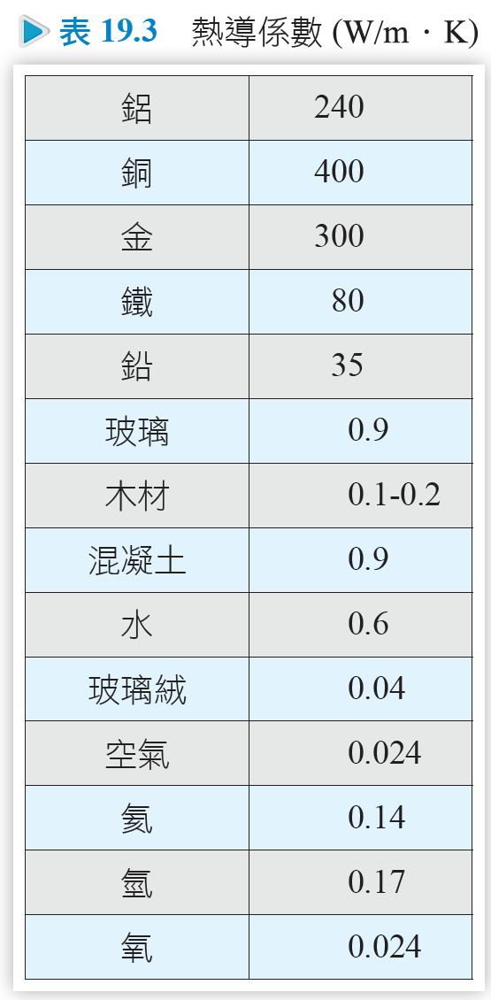 表 19.3 熱導係數 (W/m·K)
鋁 240
銅 400
金 300
鐵 80
鉛 35
玻璃 0.9
木材 0.1-0.2
混凝土 0.9
水 0.6
玻璃絨 0.04
空氣 0.024
氦 0.14
氫 0.17
氧 0.024